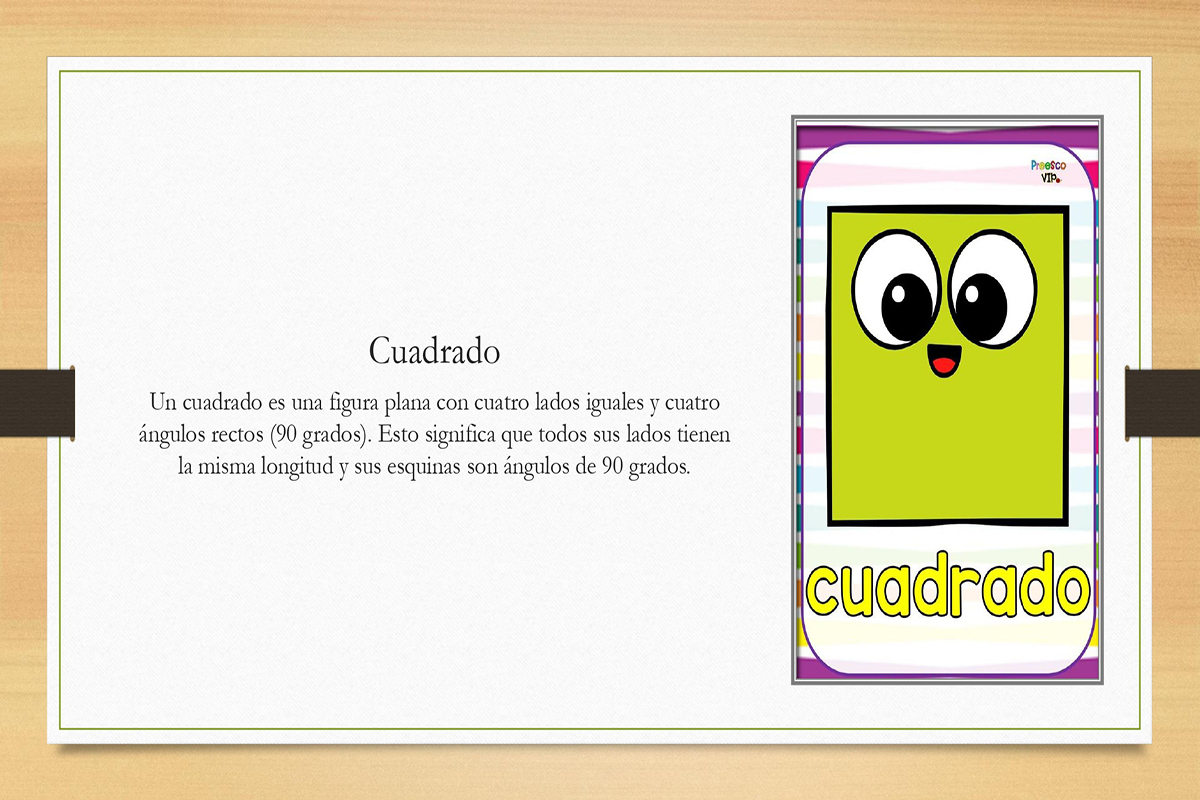 Cuadrado
Un cuadrado es una figura plana con cuatro lados iguales y cuatro
ángulos rectos (90 grados). Esto significa que todos sus lados tienen
la misma longitud y sus esquinas son ángulos de 90 grados.
Preesco
VIP.
cuadrado